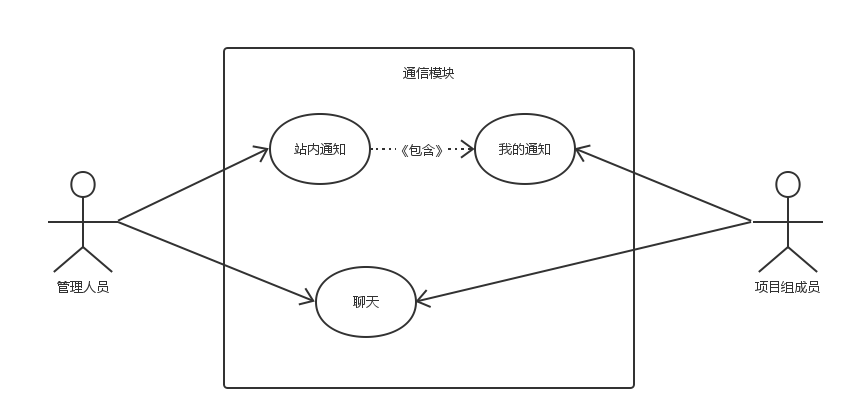 通信模块
站内通知
《包含》
我的通知
管理人员
项目组成员
聊天